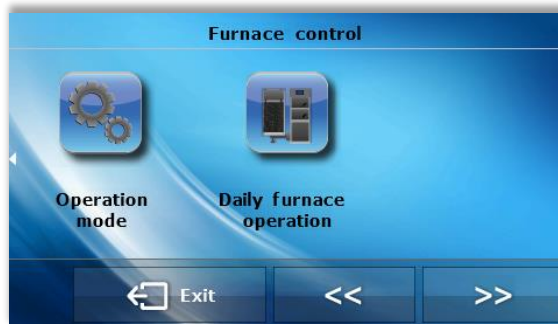 Furnace control
Operation
mode
Daily furnace
operation
Exit
<<
>>